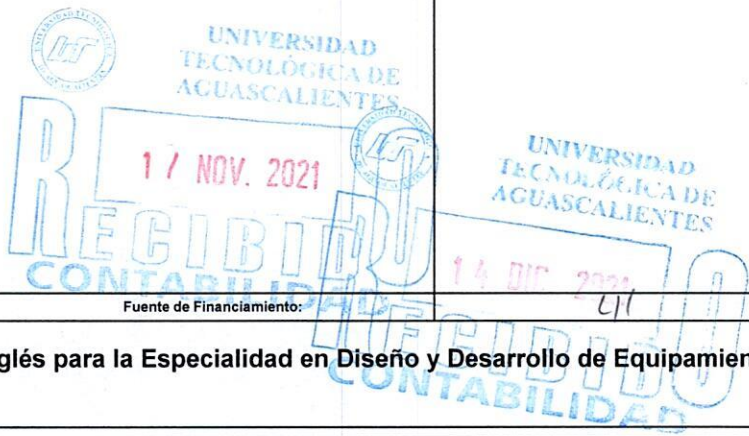 UNIVERSIDAD
TECNOLÓGICA DE
AGUASCALIENTES
17 NOV. 2021
RECIBIDO
CONTABILIDAD
UNIVERSIDAD
TECNOLÓGICA DE
AGUASCALIENTES
14 DIC. 2021
RECIBIDO
CONTABILIDAD
Fuente de Financiamiento:
glés para la Especialidad en Diseño y Desarrollo de Equipamien